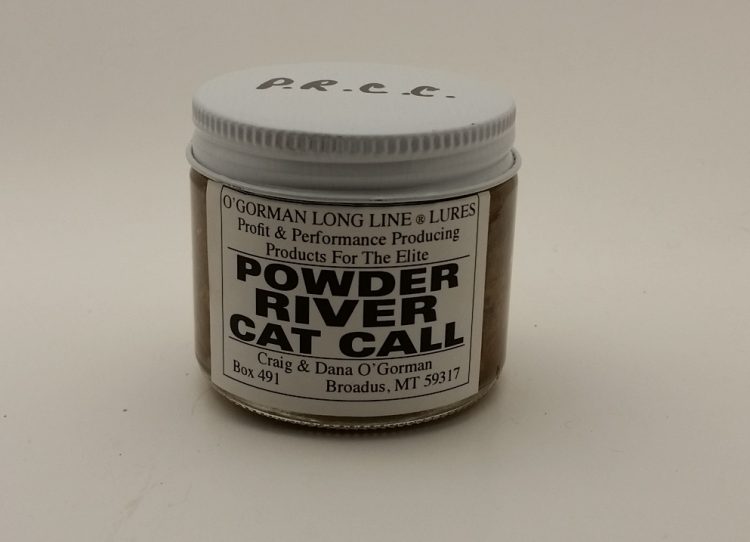 P.R.C.C.
O'GORMAN LONG LINE ® LURES
Profit & Performance Producing
Products For The Elite
POWDER
RIVER
CAT CALL
Craig & Dana O'Gorman
Box 491 Broadus, MT 59317